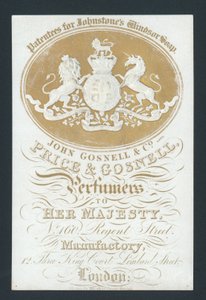 Patentees for Johnstone's Windsor Soap.
JOHN GOSNELL & Co.
PRICE & GOSNELL,
Perfumers
TO
HER MAJESTY,
No. 160, Regent Street.
Manufactory,
12 Three King Court, Lombard Street,
London.